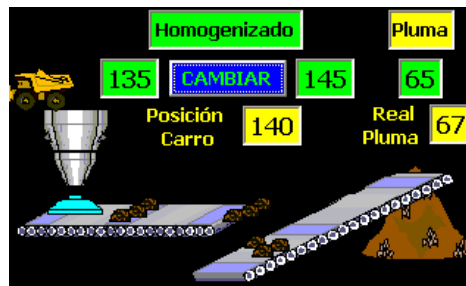 Homogenizado Pluma
135 CAMBIAR 145 65
Posición Carro 140 Real Pluma 67